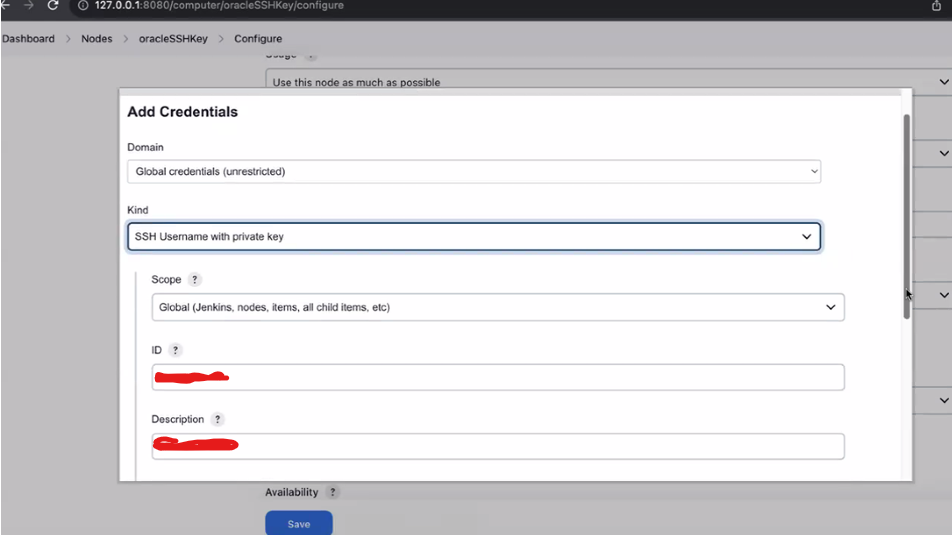 127.0.0.1:8080/computer/oracleSSHKey/configure
Dashboard > Nodes > oracleSSHKey > Configure
Usage ?
Use this node as much as possible
Add Credentials
Domain
Global credentials (unrestricted)
Kind
SSH Username with private key
Scope ?
Global (Jenkins, nodes, items, all child items, etc)
ID ?
Description ?
Availability ?
Save